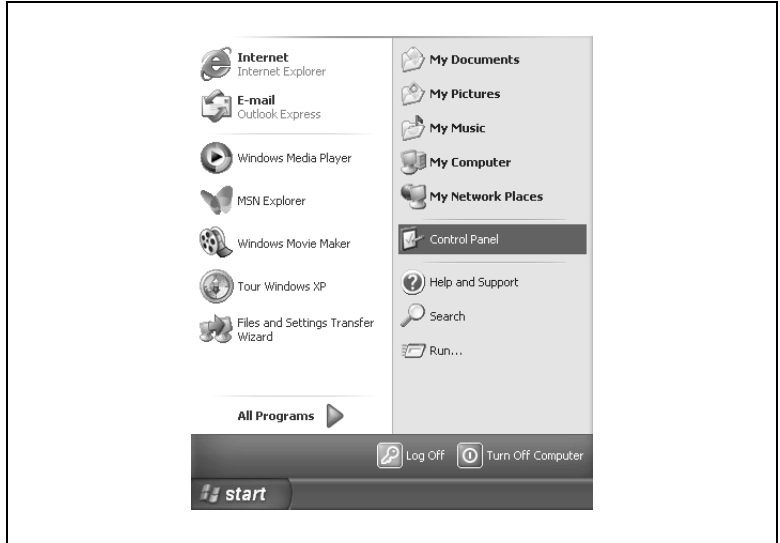 Internet
Internet Explorer
E-mail
Outlook Express
Windows Media Player
MSN Explorer
Windows Movie Maker
Tour Windows XP
Files and Settings Transfer
Wizard
All Programs
My Documents
My Pictures
My Music
My Computer
My Network Places
Control Panel
Help and Support
Search
Run...
Log Off
Turn Off Computer
start